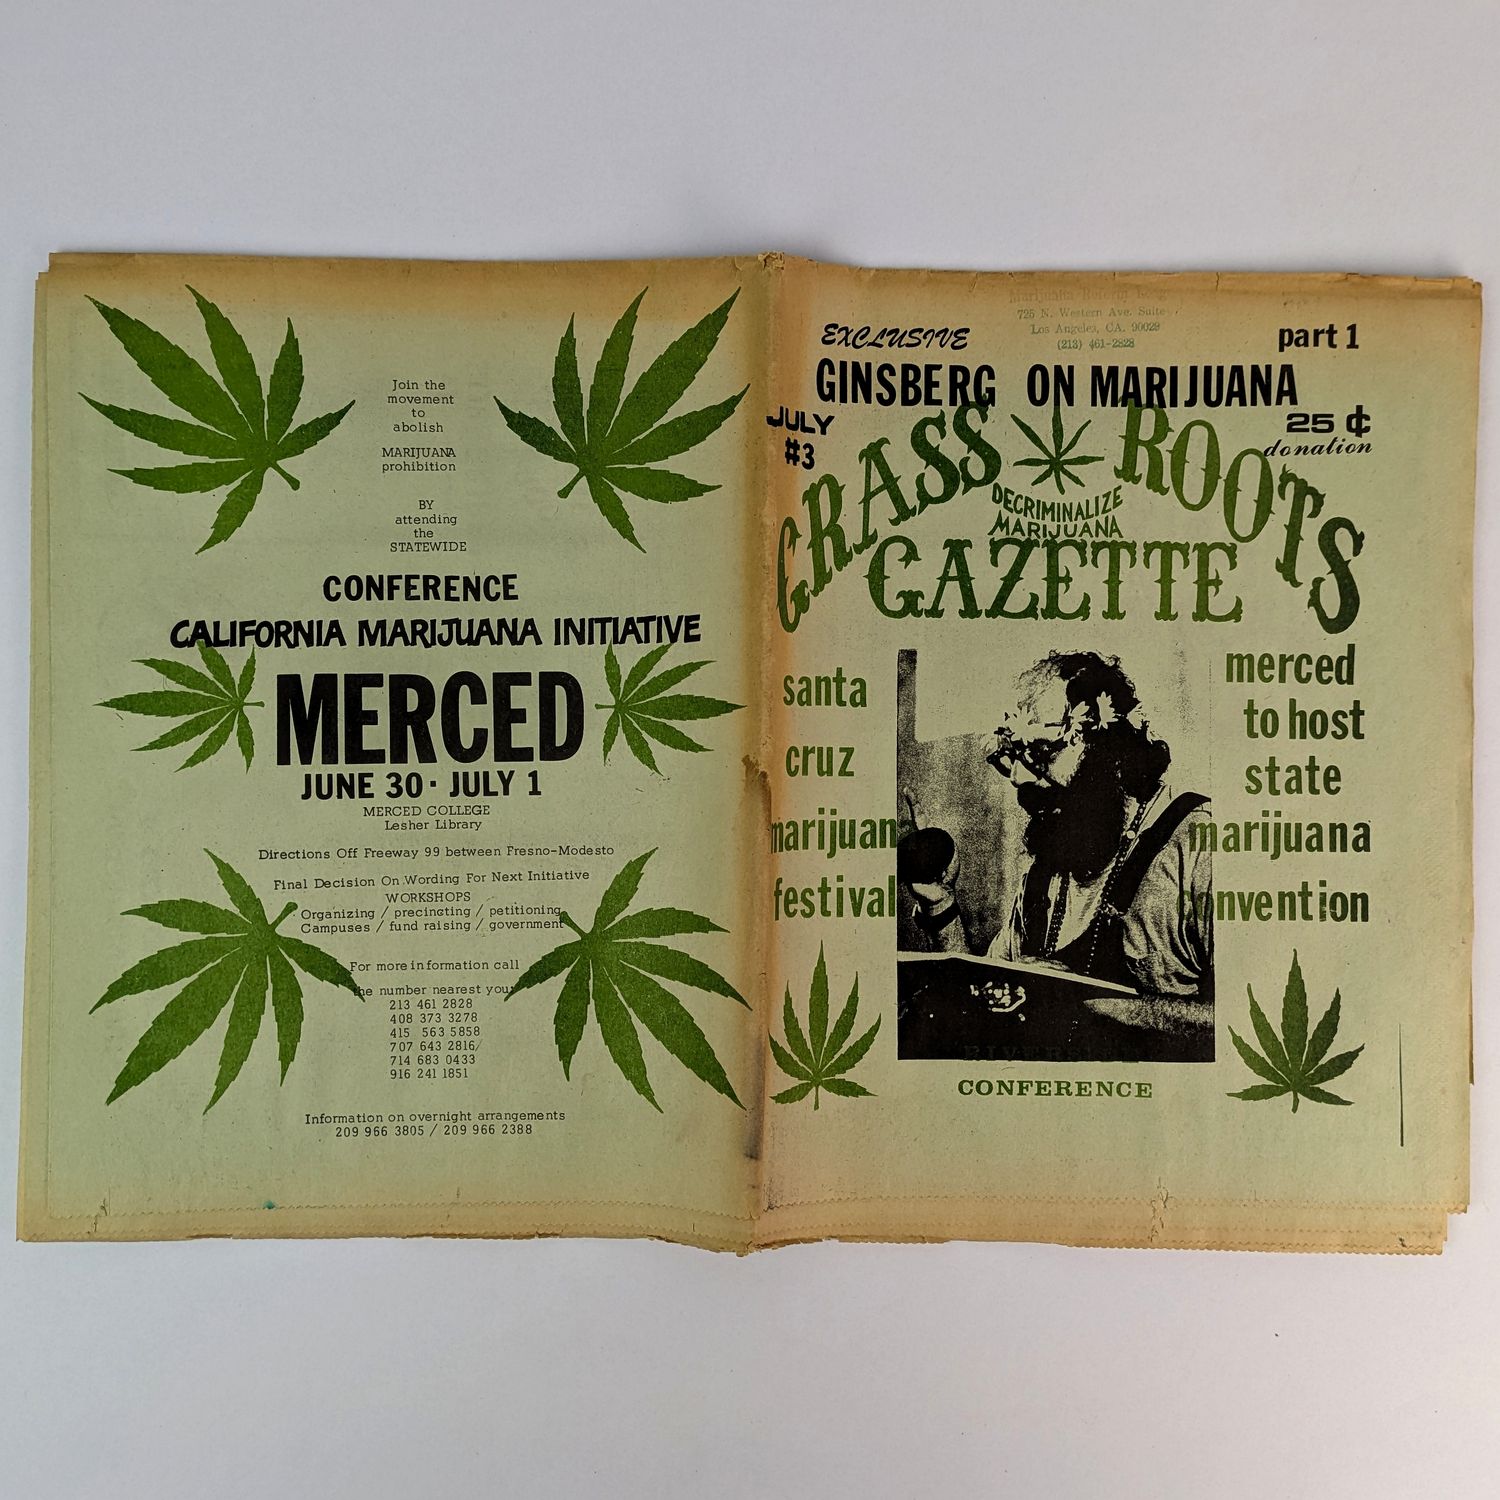 Join the
movement
to
abolish
MARIJUANA
prohibition
BY
attending
the
STATEWIDE
CONFERENCE
CALIFORNIA MARIJUANA INITIATIVE
MERCED
JUNE 30 · JULY 1
MERCED COLLEGE
Lesher Library
Directions Off Freeway 99 between Fresno-Modesto
Final Decision On Wording For Next Initiative
WORKSHOPS
Organizing / precincting / petitioning
Campuses / fund raising / government
For more information call
the number nearest you:
213 461 2828
408 373 3278
415 563 5858
707 643 2816
714 683 0433
916 241 1851
Information on overnight arrangements
209 966 3805 / 209 966 2388
Marijuana Reform
725 N. Western Ave. Suite
Los Angeles, CA. 90029
(213) 461-2828
EXCLUSIVE
part 1
GINSBERG ON MARIJUANA
JULY
#3
25 ¢
donation
GRASS ROOTS
DECRIMINALIZE
MARIJUANA
GAZETTE
santa
cruz
marijuana
festival
merced
to host
state
marijuana
convention
RIVERSIDE
CONFERENCE